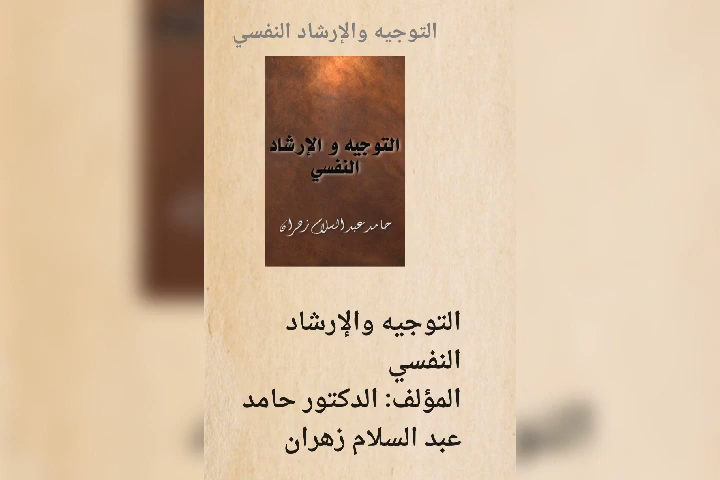 التوجيه والإرشاد النفسي
التوجيه و الإرشاد
النفسي
حامد عبد السلام زهران
التوجيه والإرشاد
النفسي
المؤلف: الدكتور حامد
عبد السلام زهران